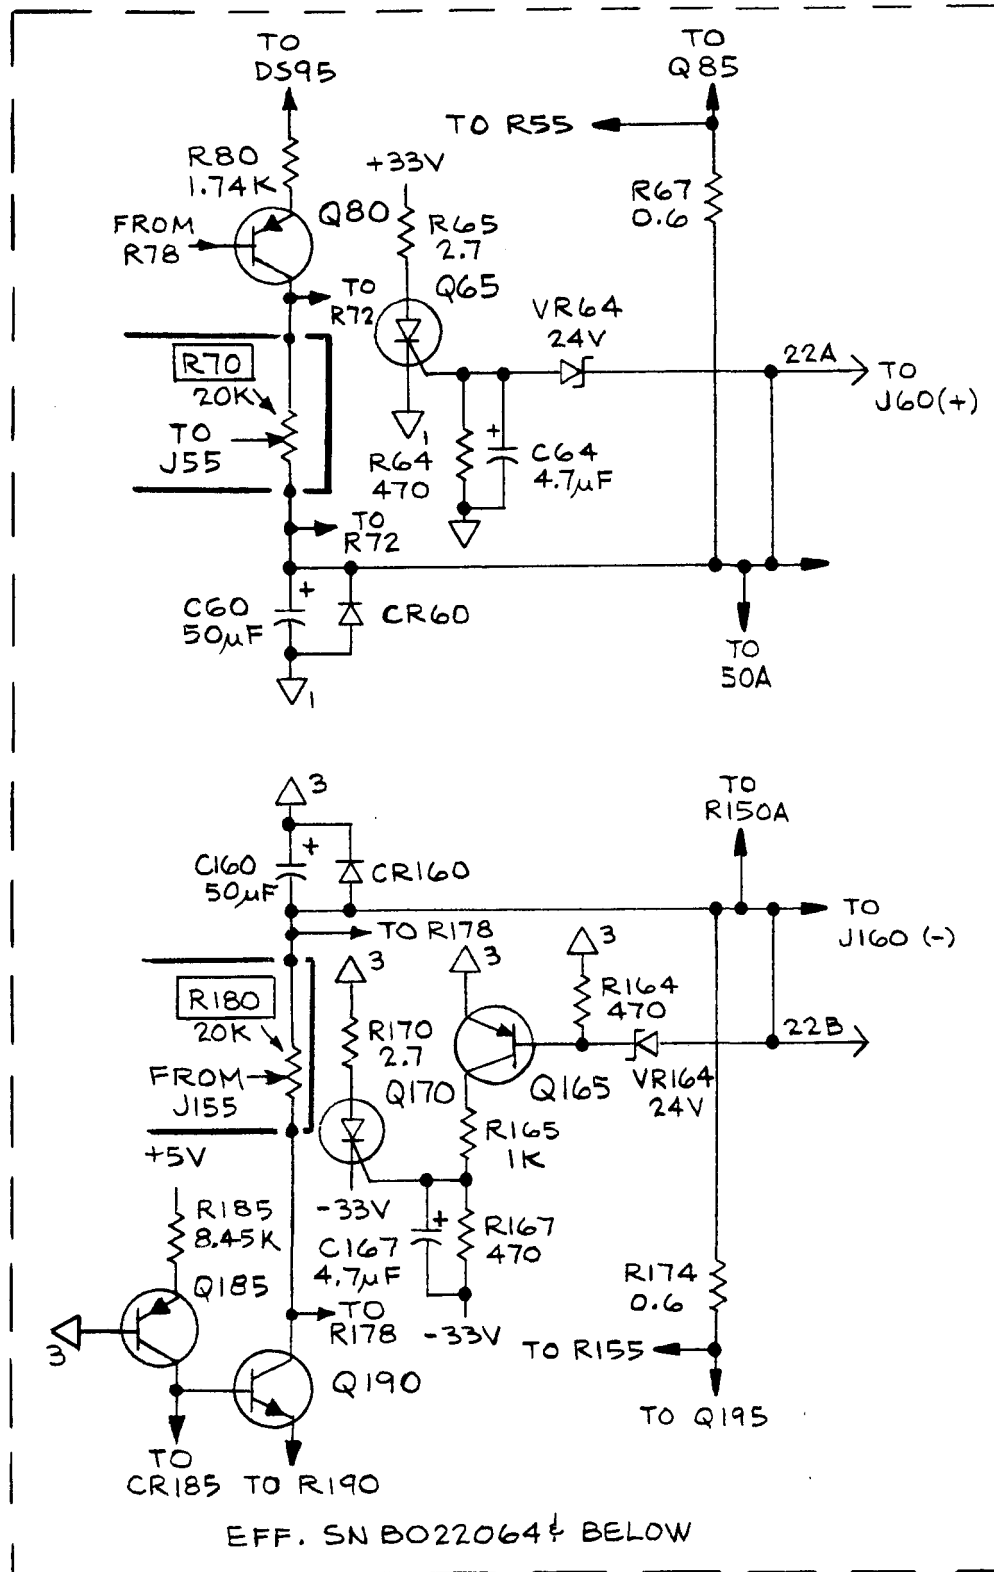 TO
DS95
TO
Q85
TO R55
R80
1.74K
+33V
Q80
R65
2.7
R67
0.6
FROM
R78
Q65
TO
R72
VR64
24V
R70
20K
22A
TO
J60(+)
TO
J55
1
R64
470
+
C64
4.7µF
TO
R72
C60
50µF
+
CR60
TO
50A
1
3
TO
R150A
C160
50µF
+
CR160
TO
J160 (-)
TO R178
3
3
3
R180
20K
R170
2.7
R164
470
22B
FROM
J155
Q170
Q165
VR164
24V
+5V
R165
1K
R185
8.45K
-33V
+
C167
4.7µF
R167
470
Q185
R174
0.6
TO
R178
-33V
TO R155
3
Q190
TO Q195
TO
CR185
TO R190
EFF. SN B022064 & BELOW